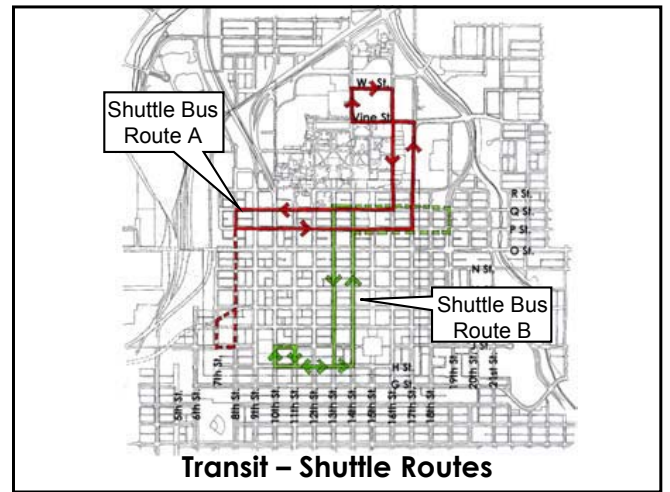 W St.
Shuttle Bus
Route A
Vine St.
R St.
Q St.
P St.
O St.
N St.
Shuttle Bus
Route B
J St.
H St.
G St.
5th St.
6th St.
7th St.
8th St.
9th St.
10th St.
11th St.
12th St.
13th St.
14th St.
15th St.
16th St.
17th St.
18th St.
19th St.
20th St.
21st St.
Transit – Shuttle Routes